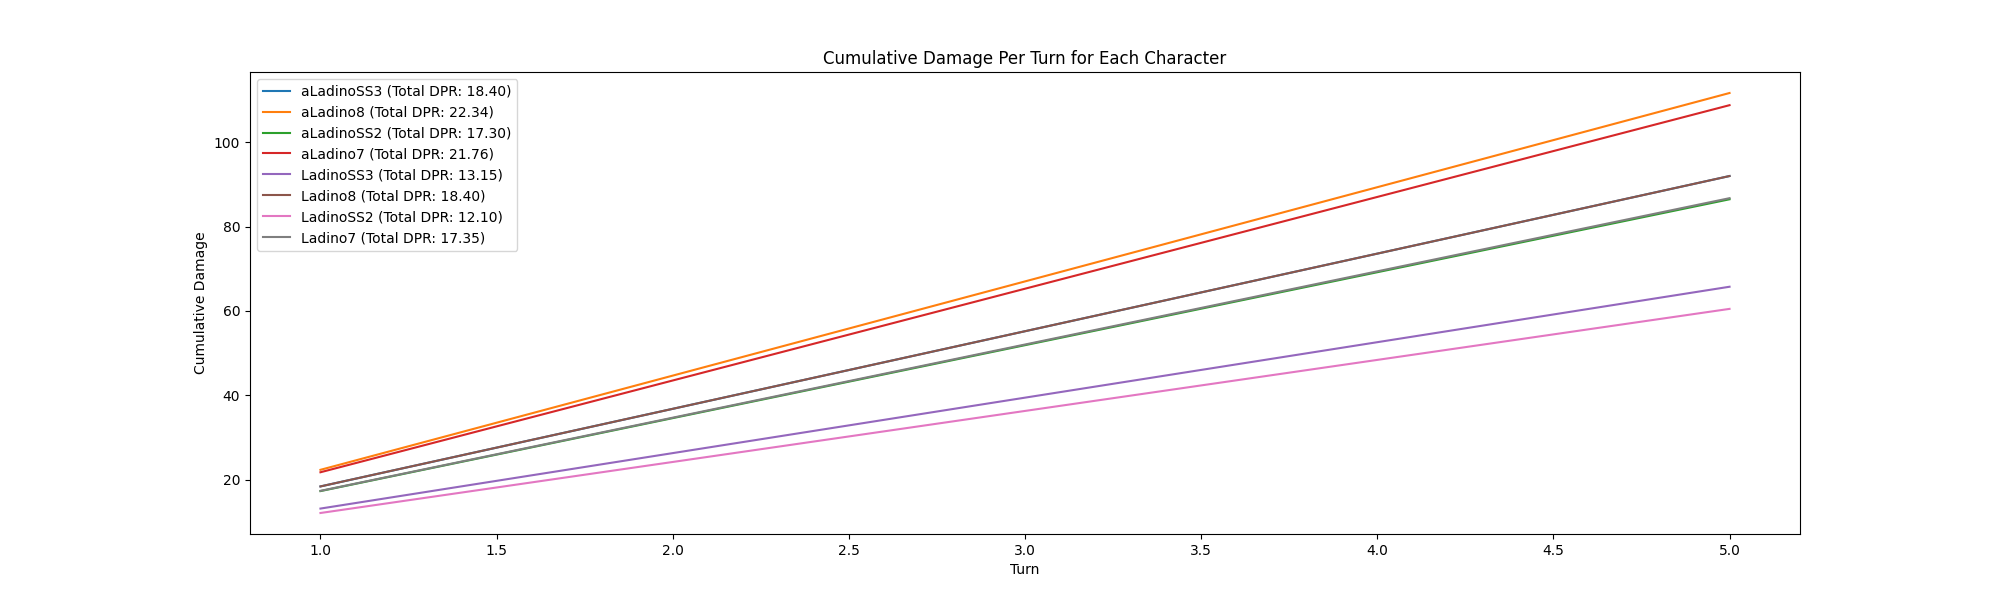 Cumulative Damage Per Turn for Each Character
aLadinoSS3 (Total DPR: 18.40)
aLadino8 (Total DPR: 22.34)
aLadinoSS2 (Total DPR: 17.30)
aLadino7 (Total DPR: 21.76)
LadinoSS3 (Total DPR: 13.15)
Ladino8 (Total DPR: 18.40)
LadinoSS2 (Total DPR: 12.10)
Ladino7 (Total DPR: 17.35)
Cumulative Damage
100
80
60
40
20
1.0 1.5 2.0 2.5 3.0 3.5 4.0 4.5 5.0
Turn